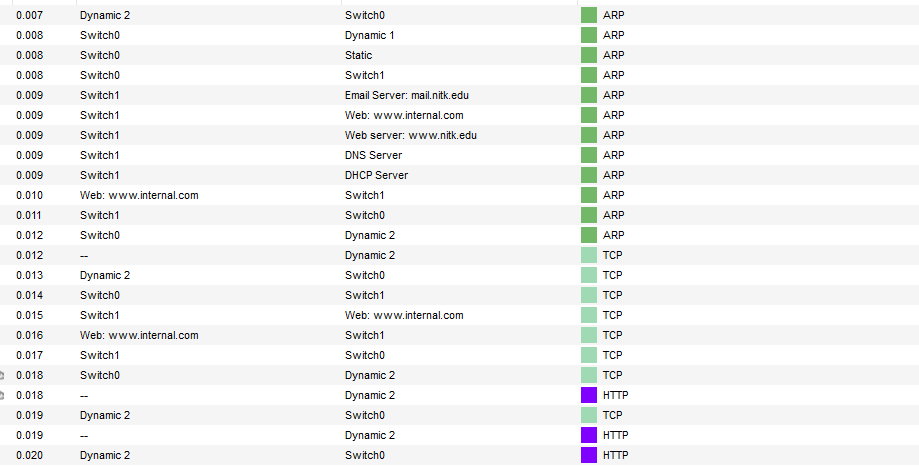 0.007 Dynamic 2 Switch0 ARP
0.008 Switch0 Dynamic 1 ARP
0.008 Switch0 Static ARP
0.008 Switch0 Switch1 ARP
0.009 Switch1 Email Server: mail.nitk.edu ARP
0.009 Switch1 Web: www.internal.com ARP
0.009 Switch1 Web server: www.nitk.edu ARP
0.009 Switch1 DNS Server ARP
0.009 Switch1 DHCP Server ARP
0.010 Web: www.internal.com Switch1 ARP
0.011 Switch1 Switch0 ARP
0.012 Switch0 Dynamic 2 ARP
0.012 -- Dynamic 2 TCP
0.013 Dynamic 2 Switch0 TCP
0.014 Switch0 Switch1 TCP
0.015 Switch1 Web: www.internal.com TCP
0.016 Web: www.internal.com Switch1 TCP
0.017 Switch1 Switch0 TCP
0.018 Switch0 Dynamic 2 TCP
0.018 -- Dynamic 2 HTTP
0.019 Dynamic 2 Switch0 TCP
0.019 -- Dynamic 2 HTTP
0.020 Dynamic 2 Switch0 HTTP